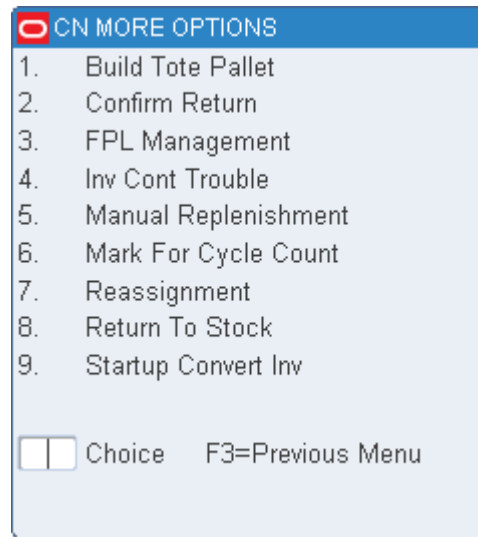 CN MORE OPTIONS
1. Build Tote Pallet
2. Confirm Return
3. FPL Management
4. Inv Cont Trouble
5. Manual Replenishment
6. Mark For Cycle Count
7. Reassignment
8. Return To Stock
9. Startup Convert Inv
Choice F3=Previous Menu